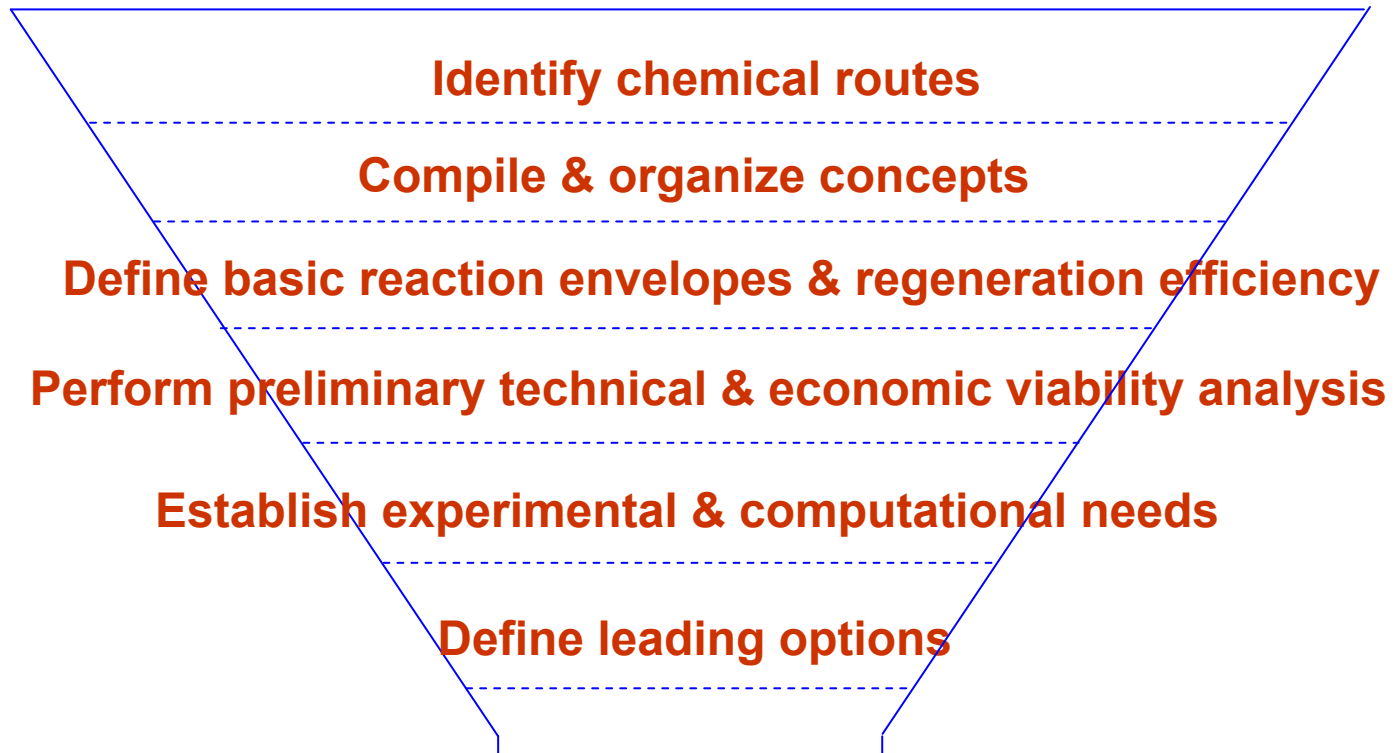 Identify chemical routes
Compile & organize concepts
Define basic reaction envelopes & regeneration efficiency
Perform preliminary technical & economic viability analysis
Establish experimental & computational needs
Define leading options